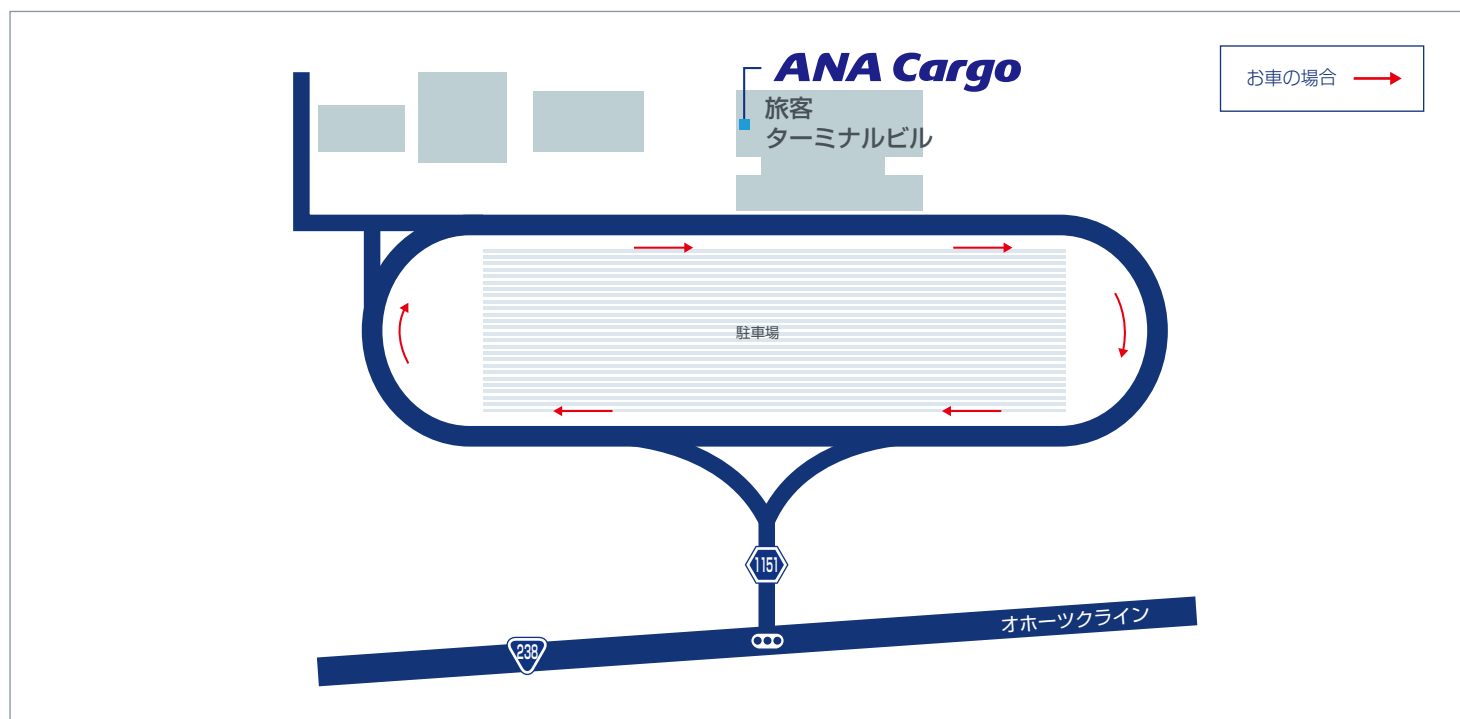 ANA Cargo
お車の場合
旅客
ターミナルビル
駐車場
1151
オホーツクライン
238